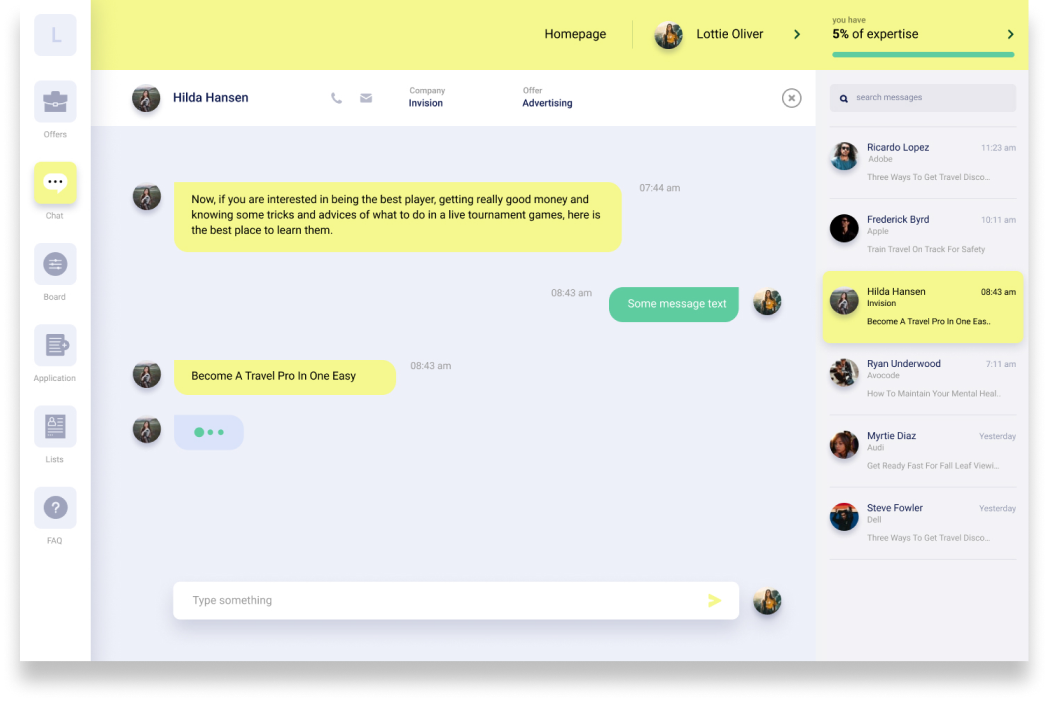 L
Homepage
Lottie Oliver
you have
5% of expertise
Offers
Chat
Board
Application
Lists
FAQ
Hilda Hansen
Company
Invision
Offer
Advertising
07:44 am
Now, if you are interested in being the best player, getting really good money and
knowing some tricks and advices of what to do in a live tournament games, here is
the best place to learn them.
08:43 am
Some message text
Become A Travel Pro In One Easy
08:43 am
Type something
search messages
Ricardo Lopez
11:23 am
Adobe
Three Ways To Get Travel Disco...
Frederick Byrd
10:11 am
Apple
Train Travel On Track For Safety
Hilda Hansen
08:43 am
Invision
Become A Travel Pro In One Eas..
Ryan Underwood
7:11 am
Avocode
How To Maintain Your Mental Heal..
Myrtie Diaz
Yesterday
Audi
Get Ready Fast For Fall Leaf Viewi...
Steve Fowler
Yesterday
Dell
Three Ways To Get Travel Disco...